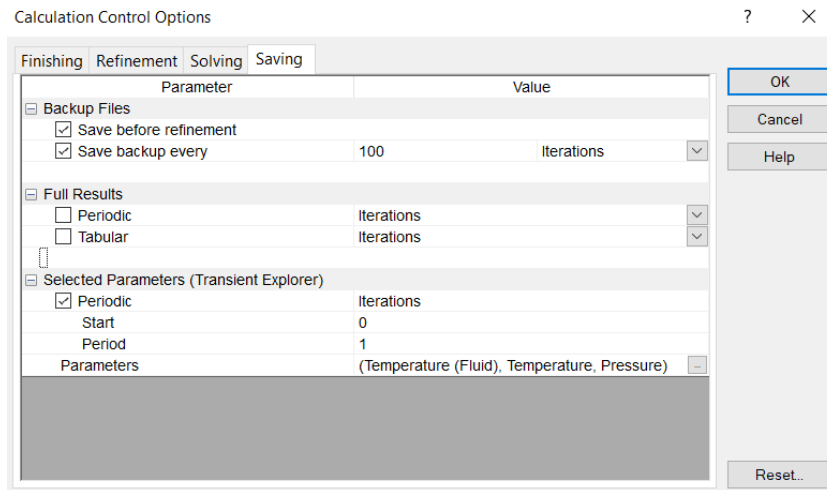 Calculation Control Options ?
Finishing Refinement Solving Saving
Parameter Value
Backup Files
Save before refinement
Save backup every 100 Iterations
Full Results
Periodic Iterations
Tabular Iterations
Selected Parameters (Transient Explorer)
Periodic Iterations
Start 0
Period 1
Parameters (Temperature (Fluid), Temperature, Pressure) ...
OK
Cancel
Help
Reset...